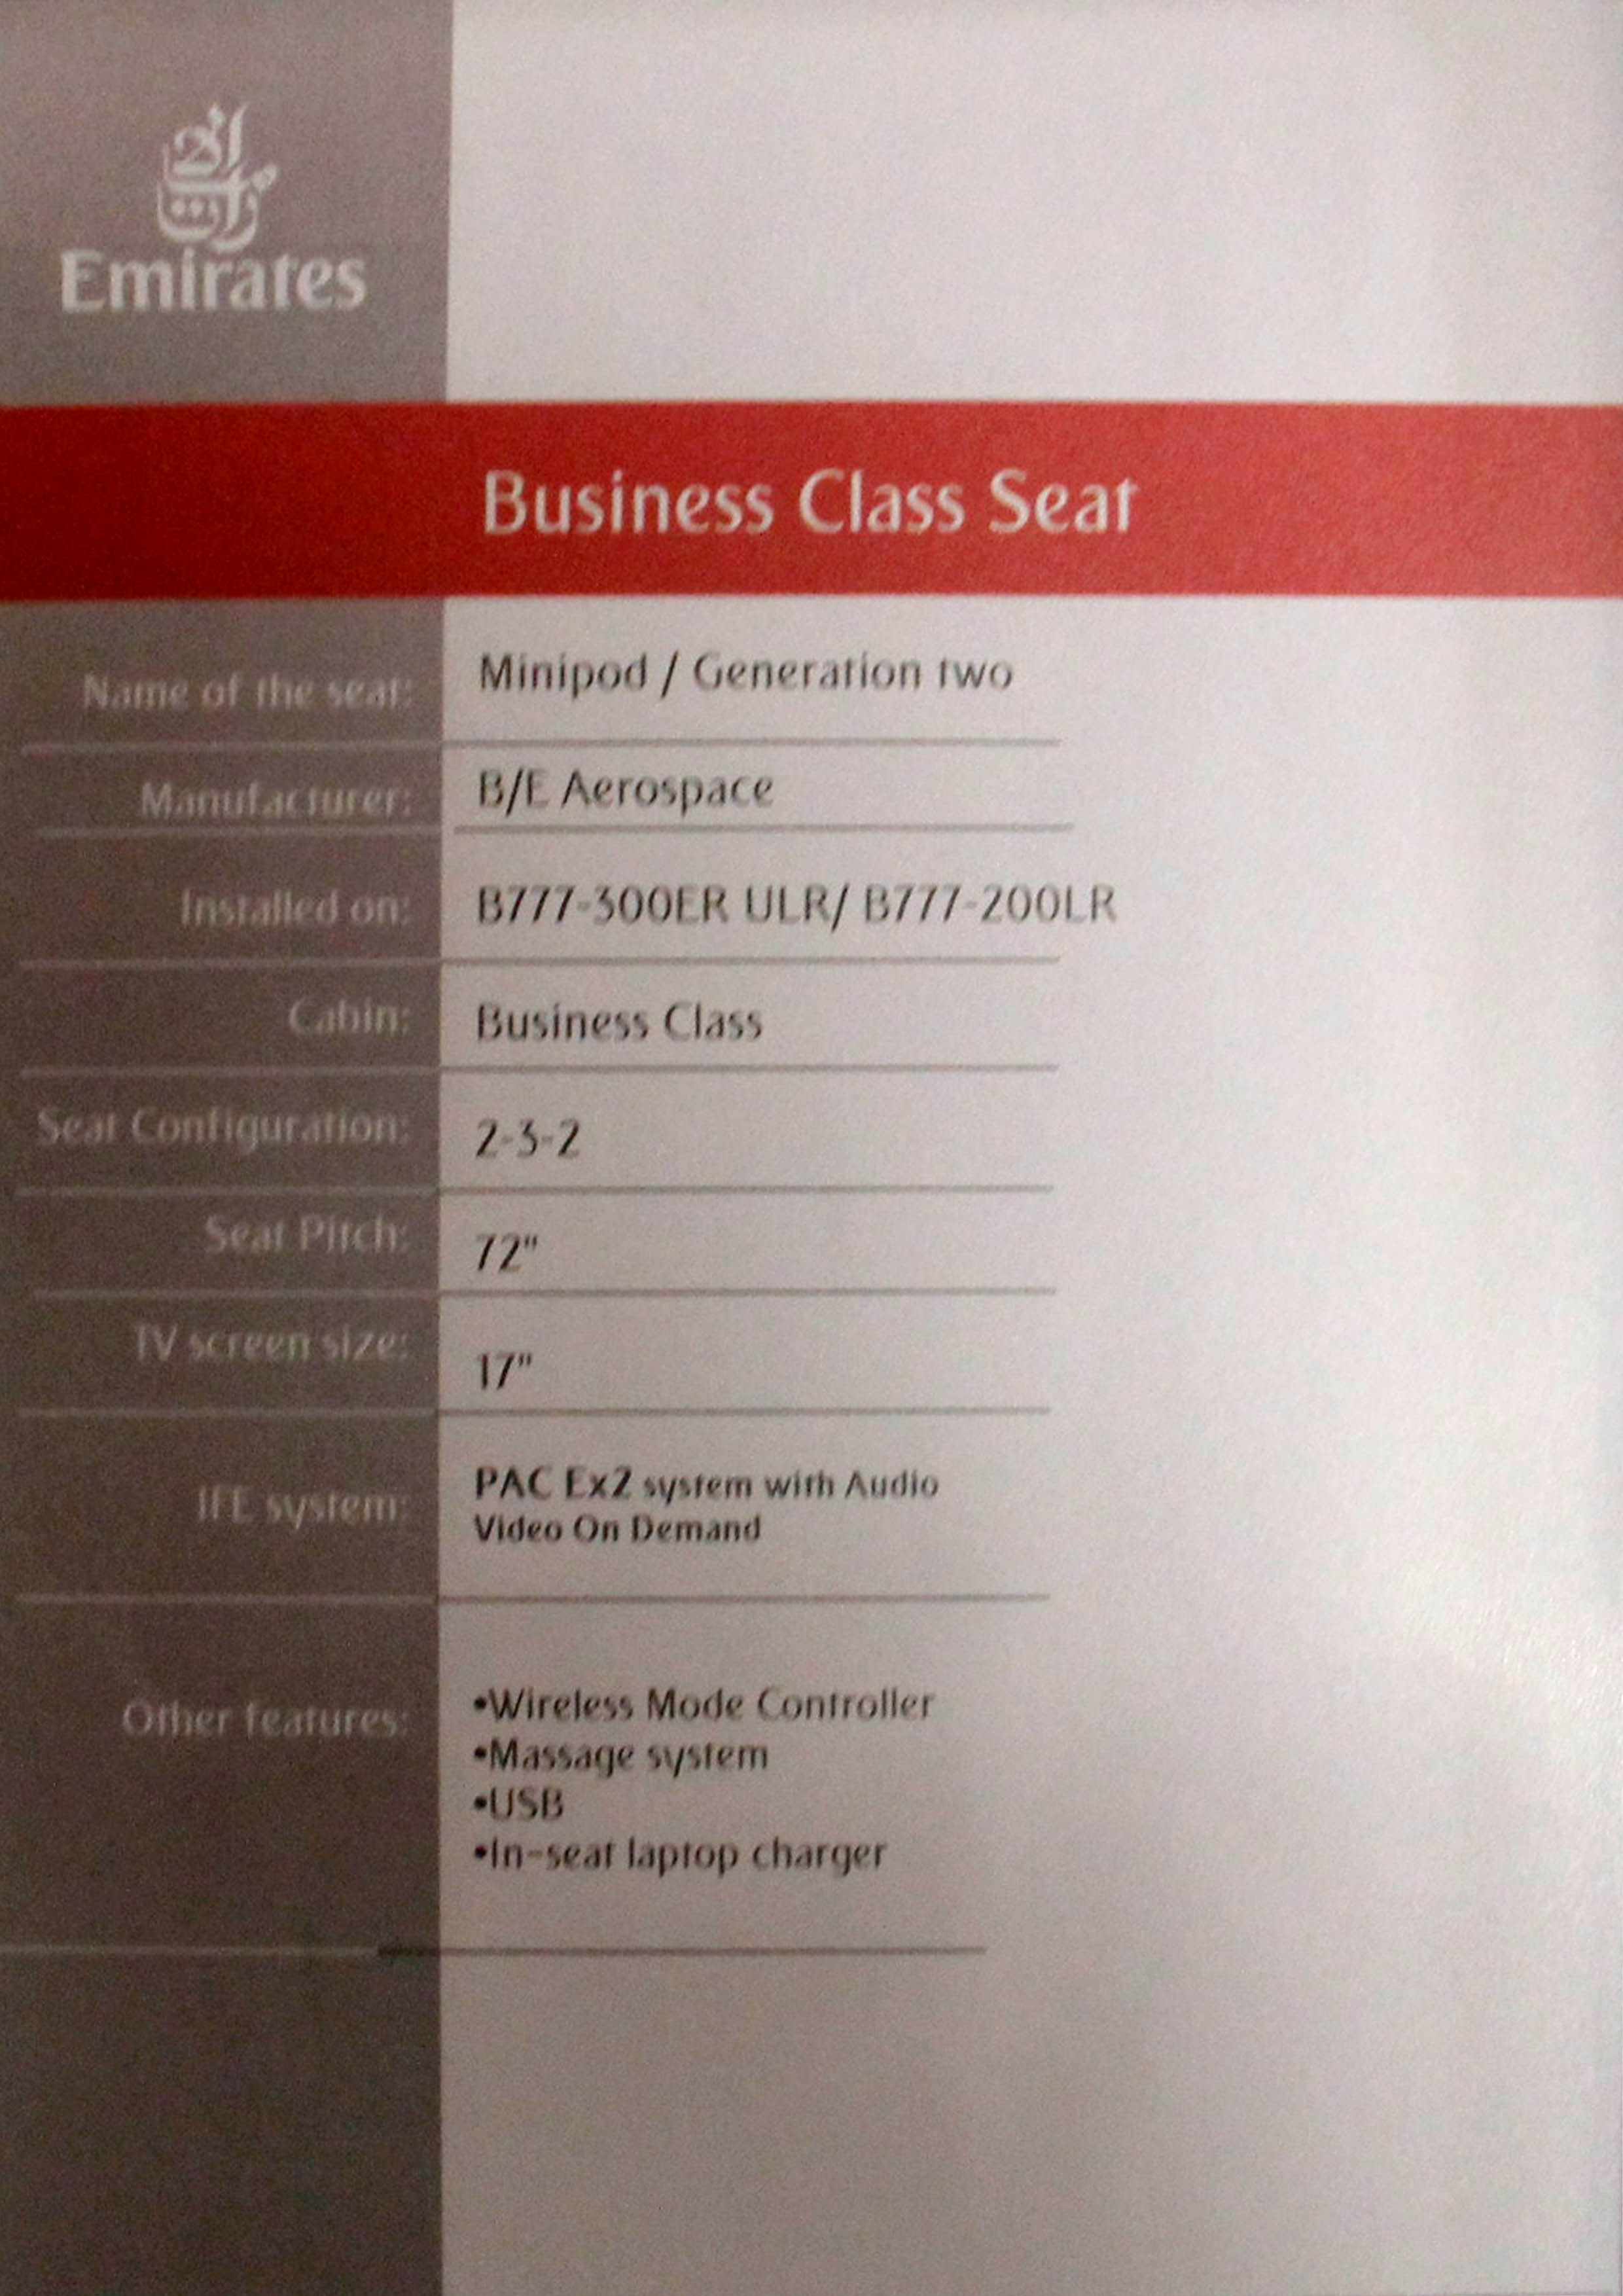 امارات
Emirates
Business Class Seat
Name of the seat: Minipod / Generation two
Manufacturer: B/E Aerospace
Installed on: B777-300ER ULR/ B777-200LR
Cabin: Business Class
Seat Configuration: 2-3-2
Seat Pitch: 72"
TV screen size: 17"
IFE system: PAC Ex2 system with Audio
Video On Demand
Other features: •Wireless Mode Controller
•Massage system
•USB
•In-seat laptop charger